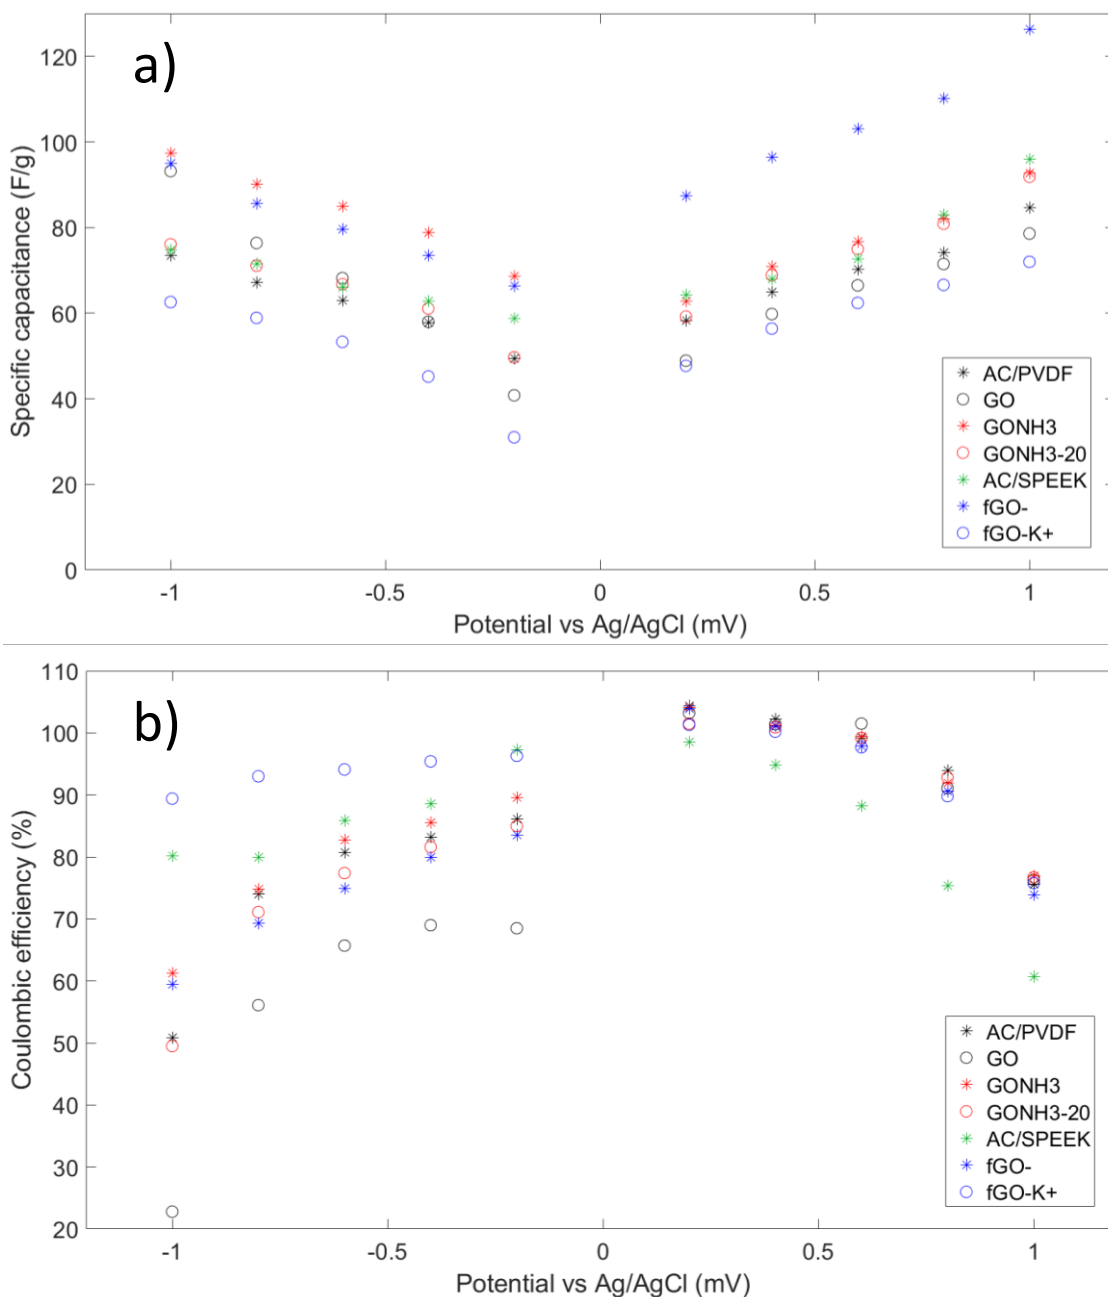 a)
120
100
80
60
40
20
0
Specific capacitance (F/g)
-1 -0.5 0 0.5 1
Potential vs Ag/AgCl (mV)
AC/PVDF
GO
GONH3
GONH3-20
AC/SPEEK
fGO-
fGO-K+
b)
110
100
90
80
70
60
50
40
30
20
Coulombic efficiency (%)
-1 -0.5 0 0.5 1
Potential vs Ag/AgCl (mV)
AC/PVDF
GO
GONH3
GONH3-20
AC/SPEEK
fGO-
fGO-K+